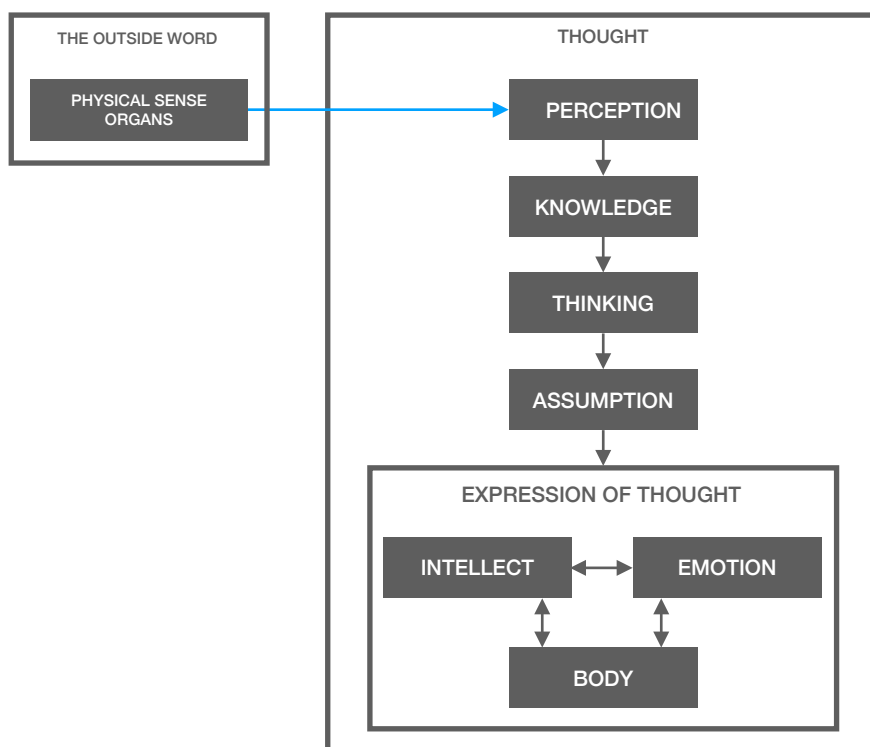 THE OUTSIDE WORD
PHYSICAL SENSE
ORGANS
THOUGHT
PERCEPTION
KNOWLEDGE
THINKING
ASSUMPTION
EXPRESSION OF THOUGHT
INTELLECT
EMOTION
BODY